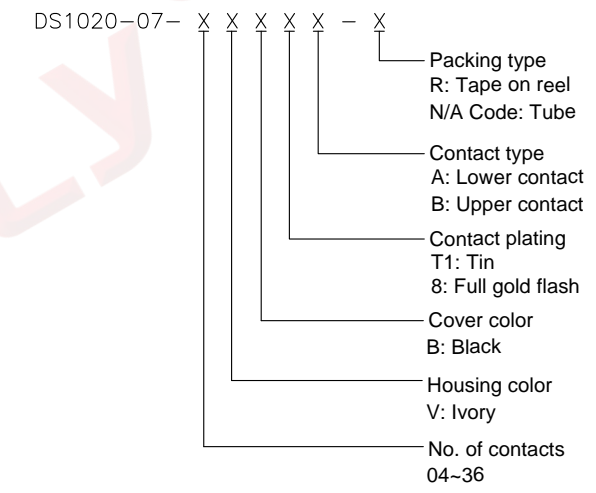 DS1020-07- X X X X X - X
Packing type
R: Tape on reel
N/A Code: Tube
Contact type
A: Lower contact
B: Upper contact
Contact plating
T1: Tin
8: Full gold flash
Cover color
B: Black
Housing color
V: Ivory
No. of contacts
04~36